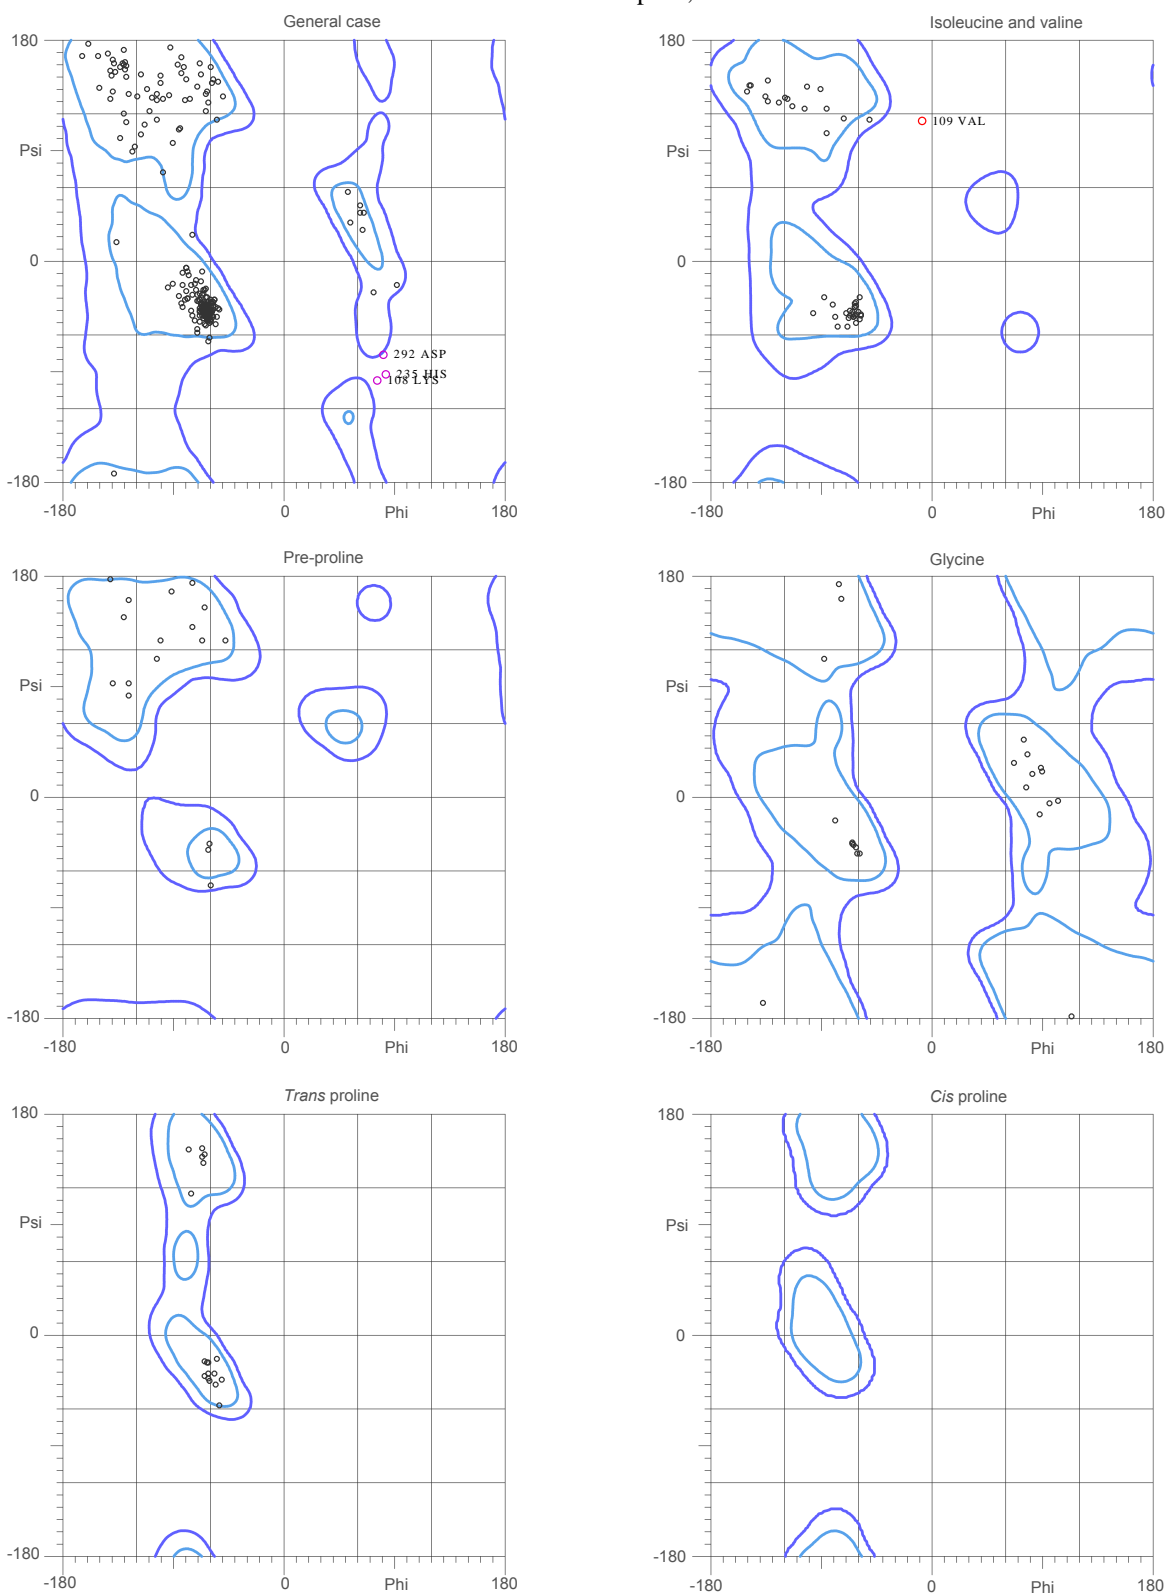 General case
180
Psi
0
-180
-180
0
Phi
180
292 ASP
235 HIS
108 LYS
Isoleucine and valine
180
Psi
0
-180
-180
0
Phi
180
109 VAL
Pre-proline
180
Psi
0
-180
-180
0
Phi
180
Glycine
180
Psi
0
-180
-180
0
Phi
180
Trans proline
180
Psi
0
-180
-180
0
Phi
180
Cis proline
180
Psi
0
-180
-180
0
Phi
180